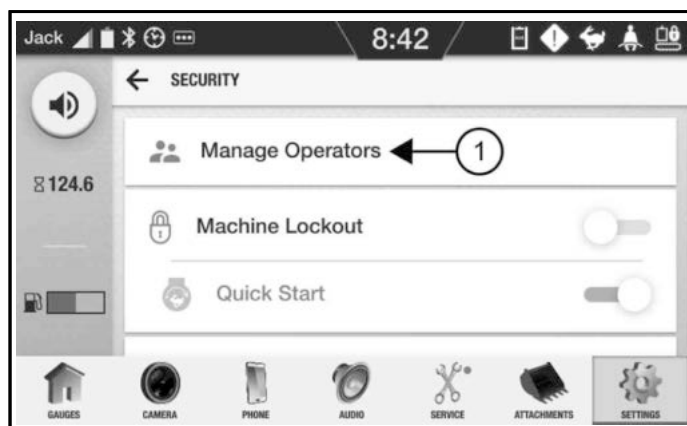 Jack 8:42
SECURITY
Manage Operators 1
124.6
Machine Lockout
Quick Start
GAUGES CAMERA PHONE AUDIO SERVICE ATTACHMENTS SETTINGS